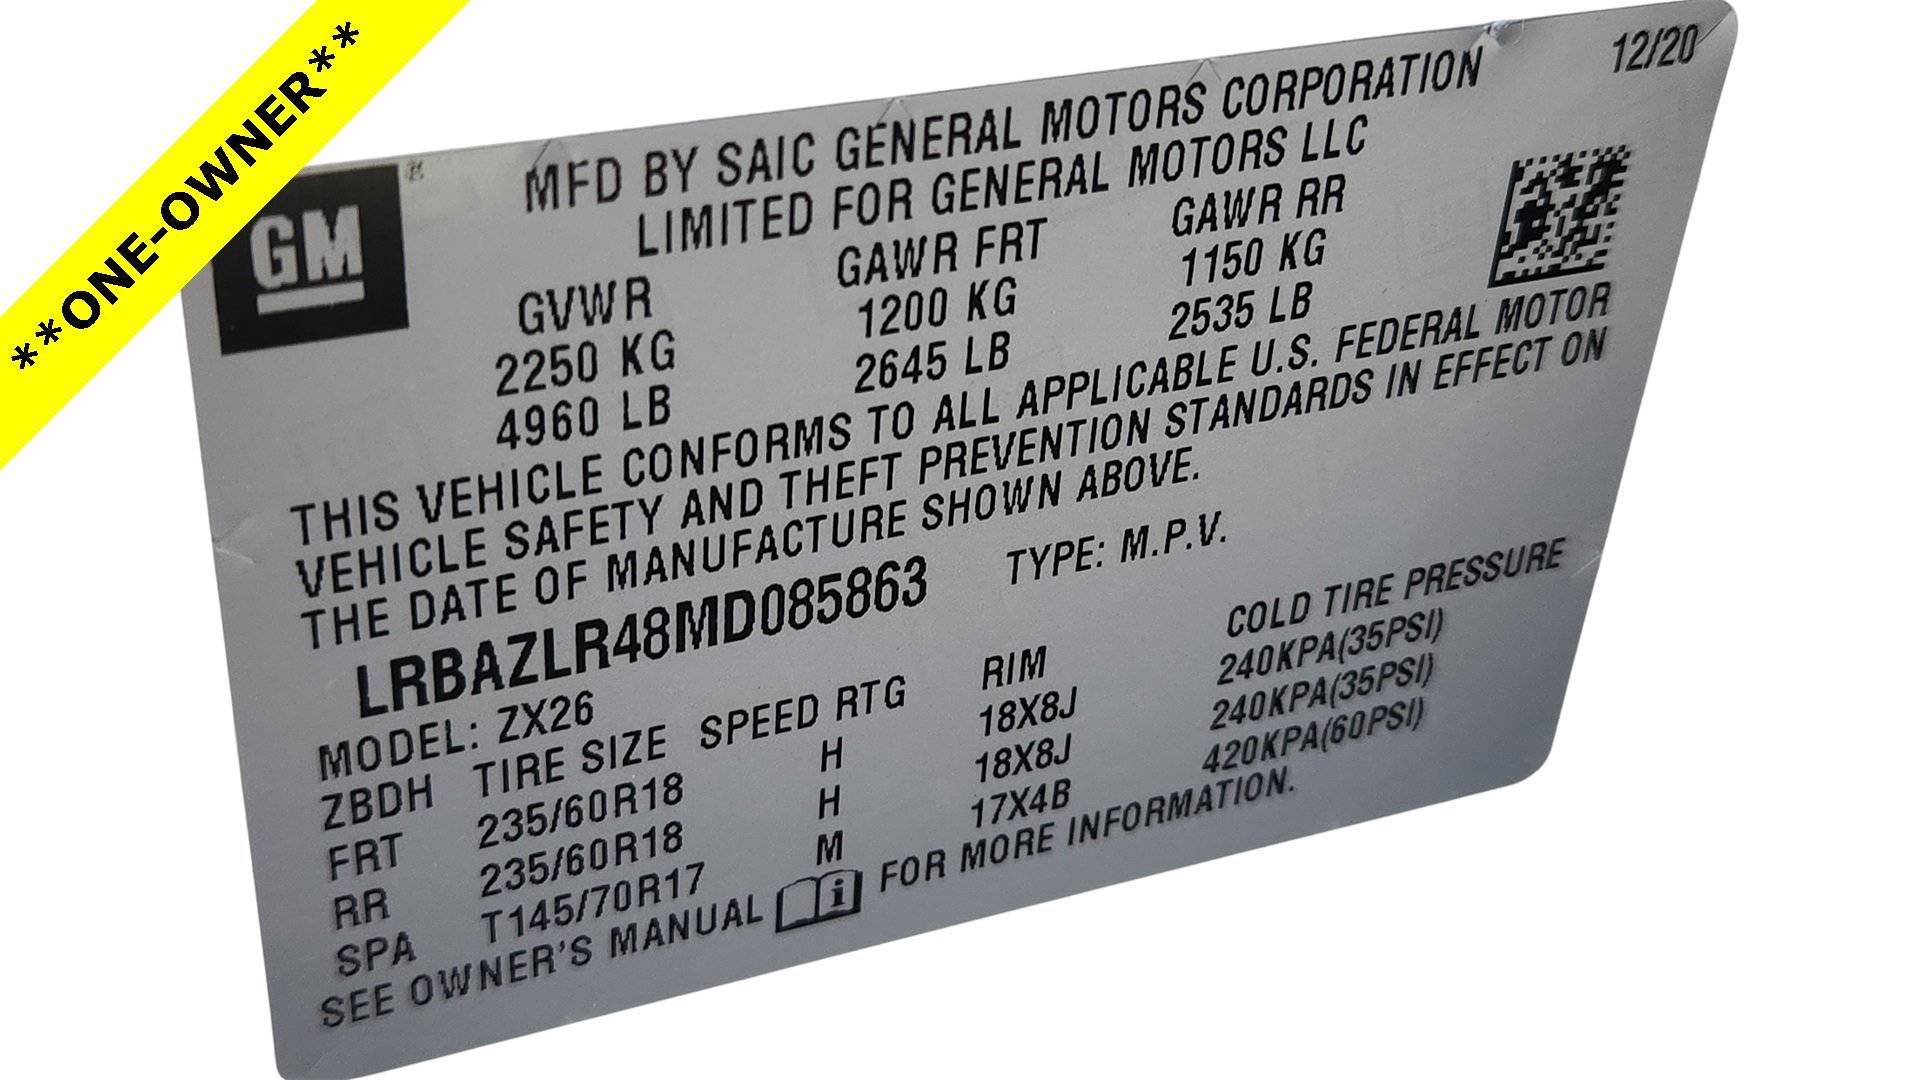 **ONE-OWNER**
GM
12/20
MFD BY SAIC GENERAL MOTORS CORPORATION
LIMITED FOR GENERAL MOTORS LLC
GVWR GAWR FRT GAWR RR
2250 KG 1200 KG 1150 KG
4960 LB 2645 LB 2535 LB
THIS VEHICLE CONFORMS TO ALL APPLICABLE U.S. FEDERAL MOTOR
VEHICLE SAFETY AND THEFT PREVENTION STANDARDS IN EFFECT ON
THE DATE OF MANUFACTURE SHOWN ABOVE.
LRBAZLR48MD085863 TYPE: M.P.V.
MODEL: ZX26
ZBDH TIRE SIZE SPEED RTG RIM COLD TIRE PRESSURE
FRT 235/60R18 H 18X8J 240KPA(35PSI)
RR 235/60R18 H 18X8J 240KPA(35PSI)
SPA T145/70R17 M 17X4B 420KPA(60PSI)
SEE OWNER'S MANUAL i FOR MORE INFORMATION.